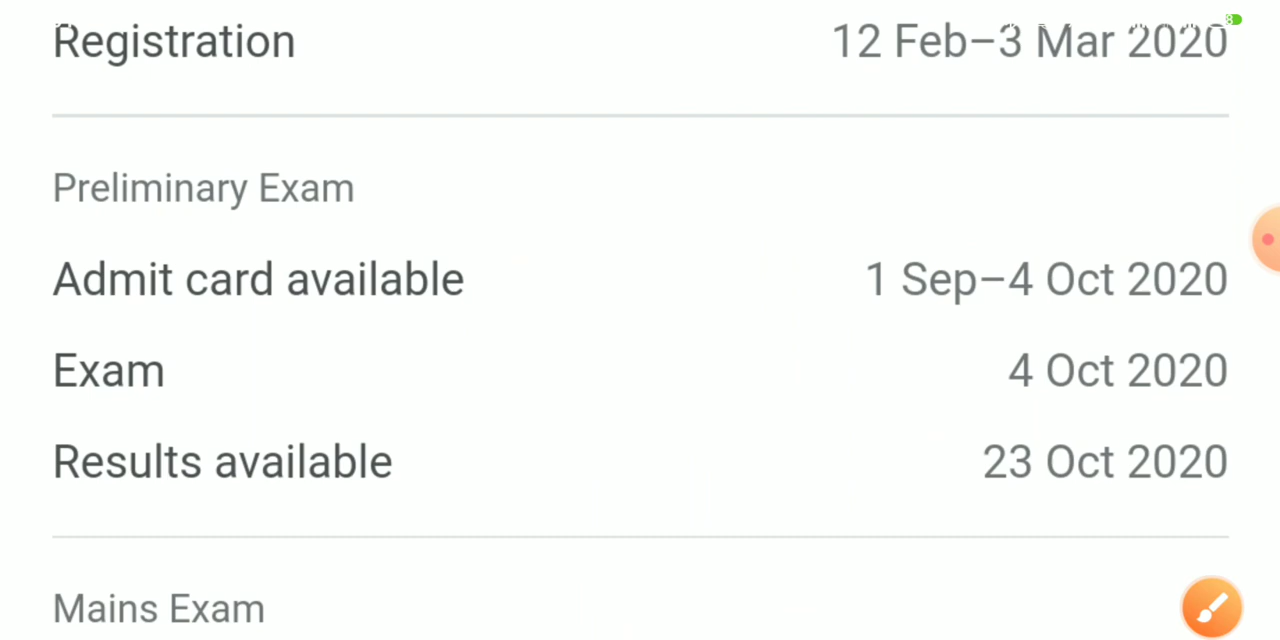 Registration 12 Feb–3 Mar 2020
Preliminary Exam
Admit card available 1 Sep–4 Oct 2020
Exam 4 Oct 2020
Results available 23 Oct 2020
Mains Exam